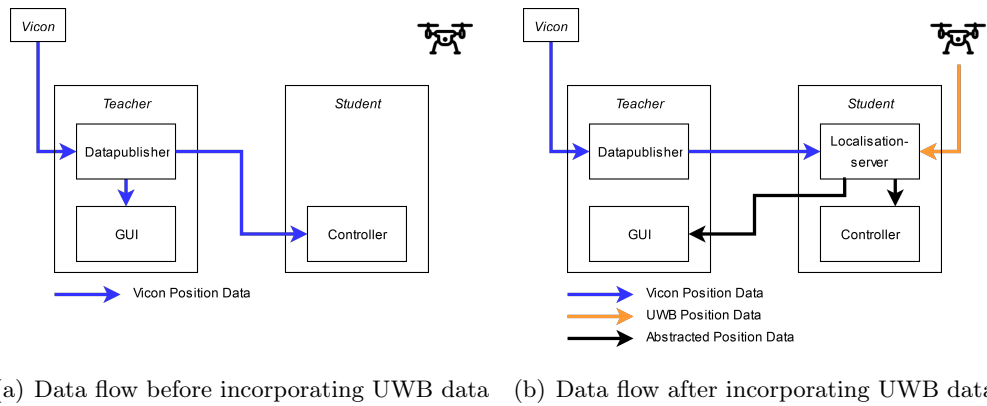 Vicon
Teacher
Student
Datapublisher
GUI
Controller
Vicon Position Data
(a) Data flow before incorporating UWB data
Vicon
Teacher
Student
Datapublisher
Localisation-
server
GUI
Controller
Vicon Position Data
UWB Position Data
Abstracted Position Data
(b) Data flow after incorporating UWB data